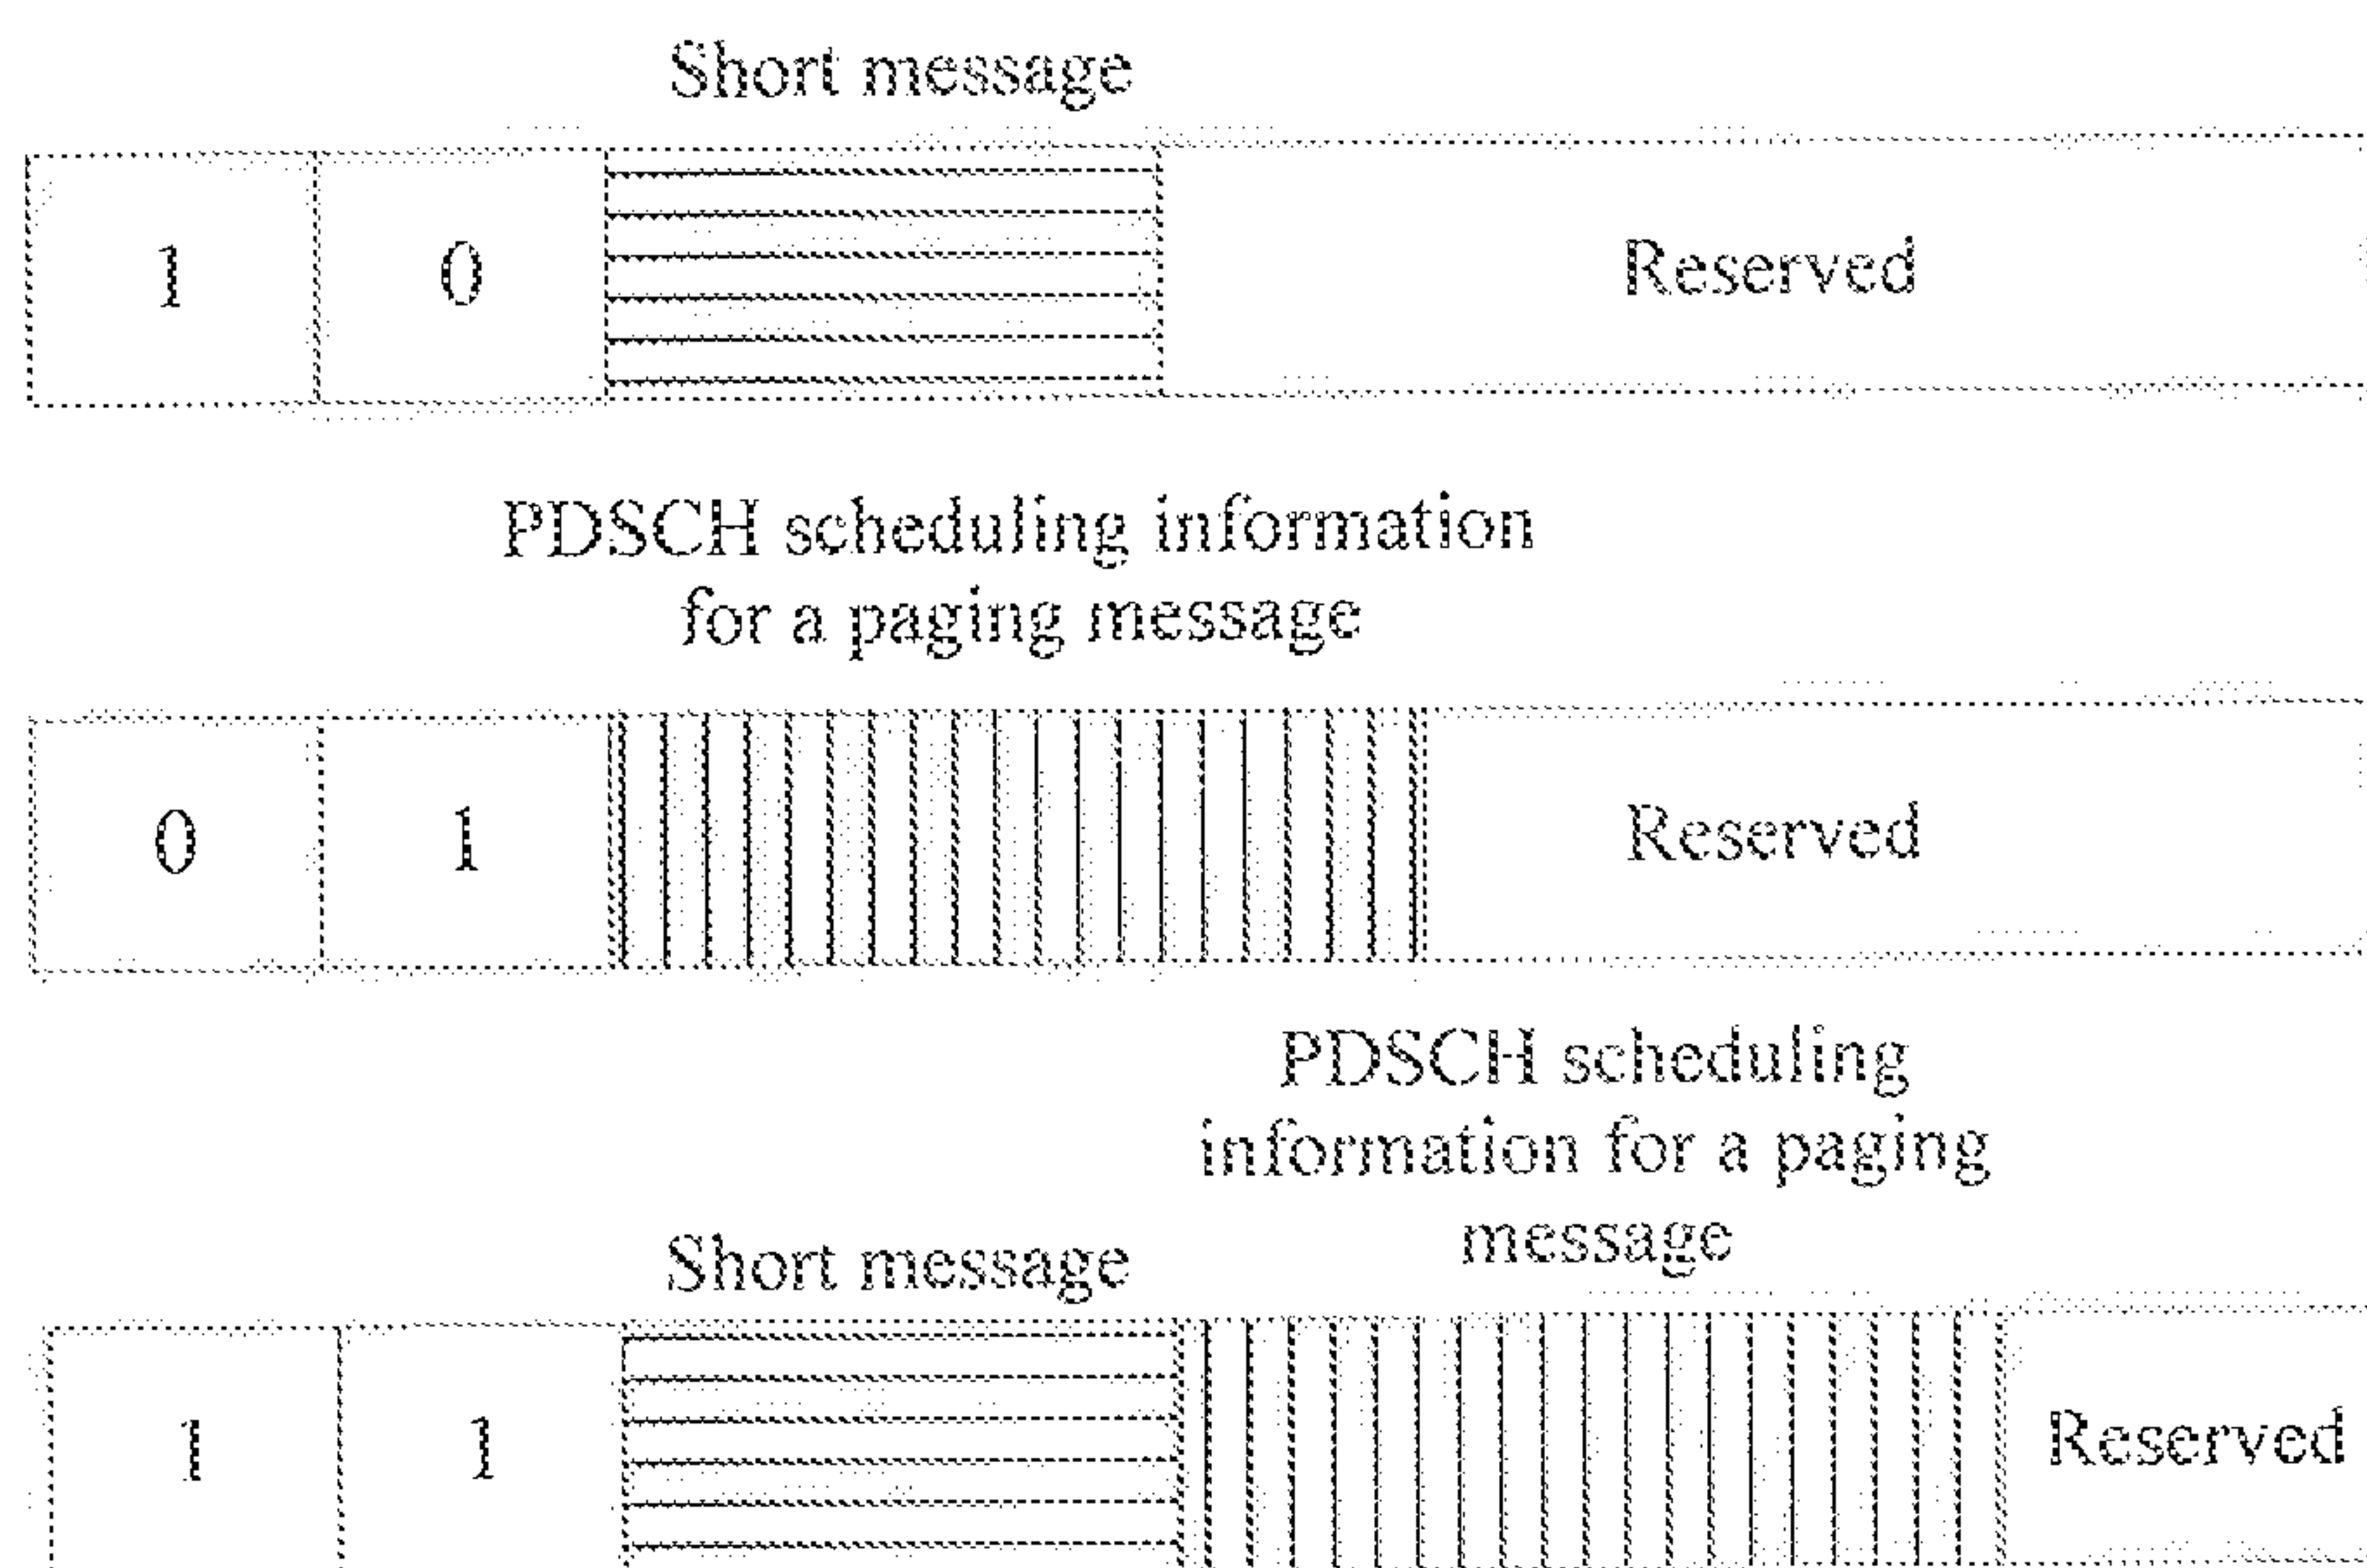 Short message
1 0 Reserved
PDSCH scheduling information
for a paging message
0 1 Reserved
PDSCH scheduling
information for a paging
message
Short message
1 1 Reserved